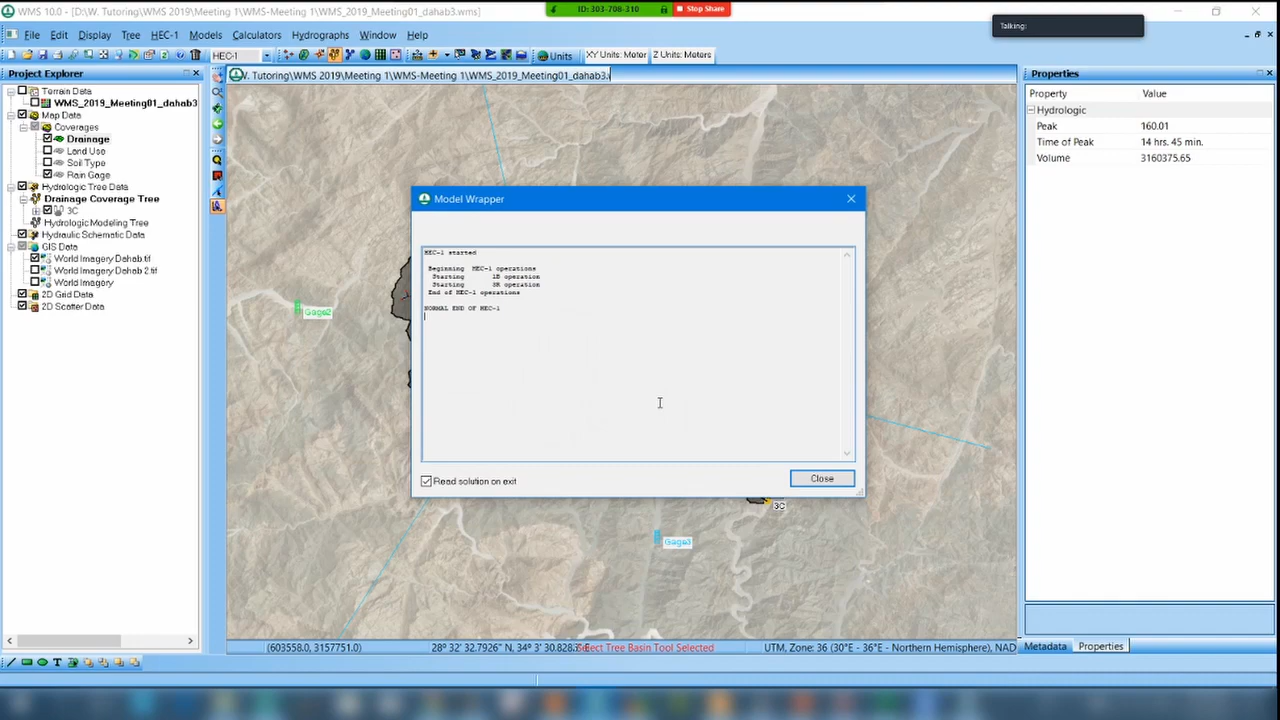 WMS 10.0 - [D:\W. Tutoring\WMS 2019\Meeting 1\WMS-Meeting 1\WMS_2019_Meeting01_dahab.wms]
ID: 303-708-310
Stop Share
Talking:
File Edit Display Tree HEC-1 Models Calculators Hydrographs Window Help
HEC-1
Units
XY Units: Meter
Z Units: Meters
Project Explorer
Terrain Data
WMS_2019_Meeting01_dahab3
Map Data
Coverages
Drainage
Land Use
Soil Type
Rain Gage
Hydrologic Tree Data
Drainage Coverage Tree
3C
Hydrologic Modeling Tree
Hydraulic Schematic Data
GIS Data
World Imagery Dahab.tif
World Imagery Dahab 2.tif
World Imagery
2D Grid Data
2D Scatter Data
. Tutoring\WMS 2019\Meeting 1\WMS-Meeting 1\WMS_2019_Meeting01_dahab3.
Gage2
Model Wrapper
HEC-1 started
Beginning HEC-1 operations
Starting 1B operation
Starting 3R operation
End of HEC-1 operations
NORMAL END OF HEC-1
Read solution on exit
Close
3C
Gage3
Properties
Property Value
Hydrologic
Peak 160.01
Time of Peak 14 hrs. 45 min.
Volume 3160375.65
Metadata Properties
(603558.0, 3157751.0)
28° 32' 32.7926" N, 34° 3' 30.828
Select Tree Basin Tool Selected
UTM, Zone: 36 (30°E - 36°E - Northern Hemisphere), NAD